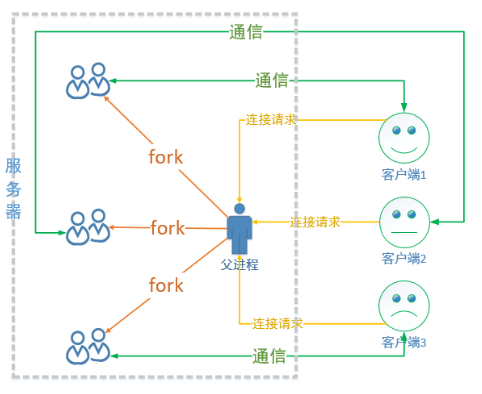 通信
通信
连接请求
fork
客户端1
服务器
fork
连接请求
父进程
客户端2
fork
连接请求
客户端3
通信